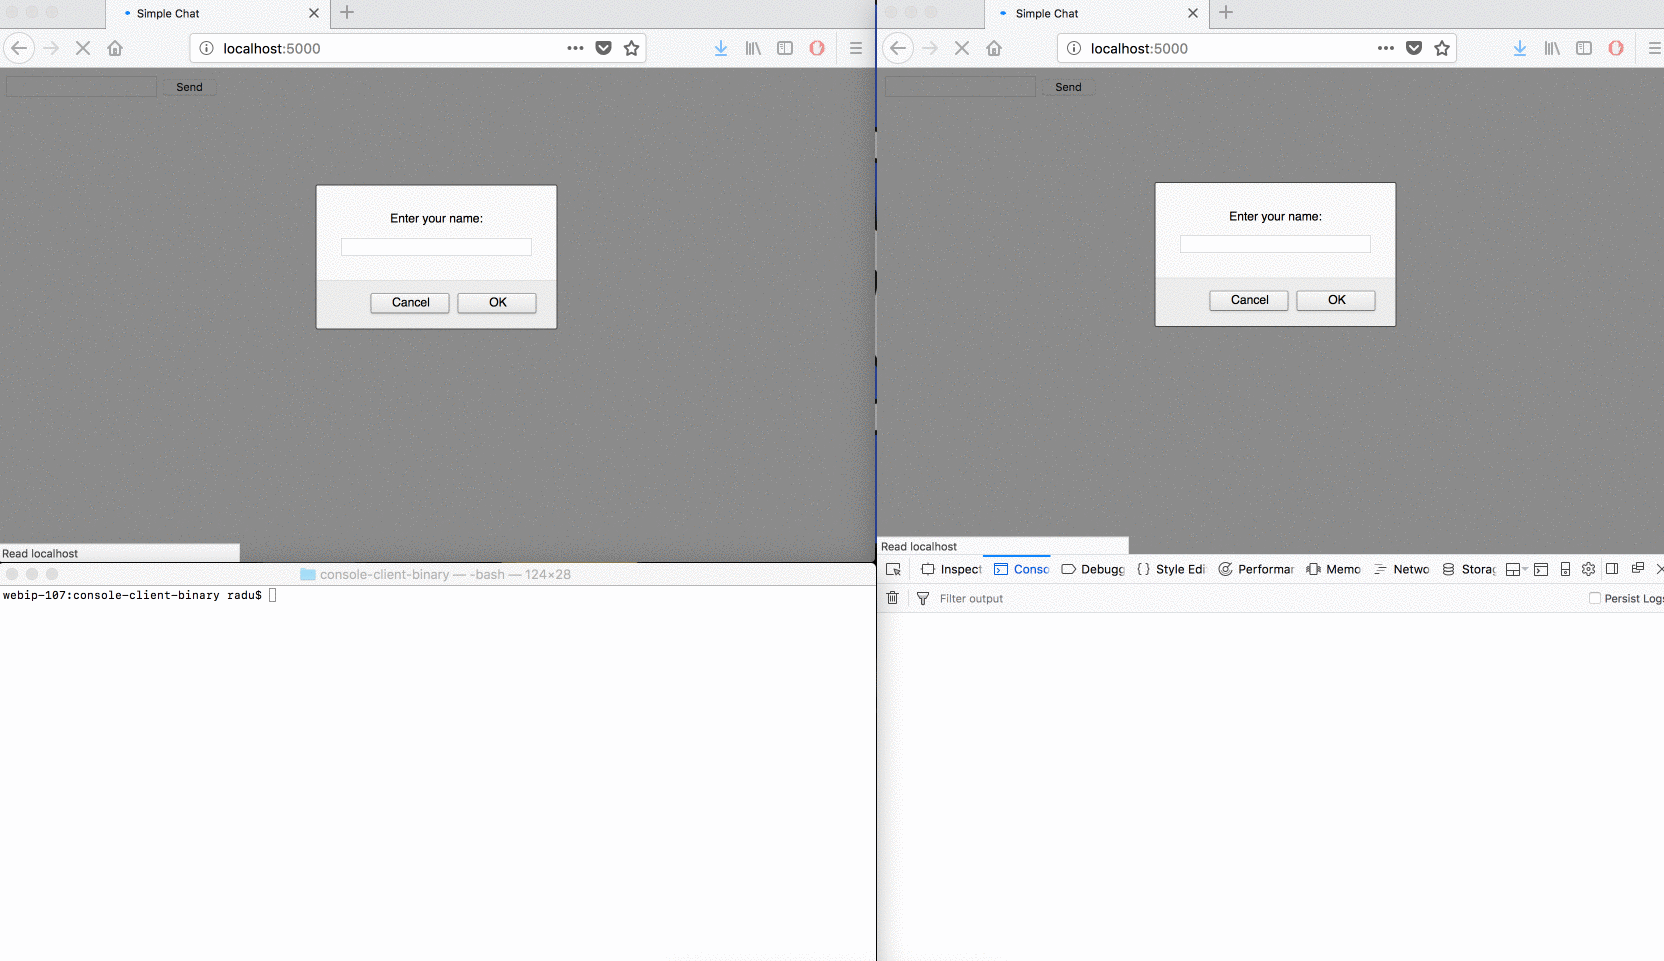 Simple Chat
localhost:5000
Send
Enter your name:
Cancel OK
Read localhost
Simple Chat
localhost:5000
Send
Enter your name:
Cancel OK
Read localhost
console-client-binary — -bash — 124×28
webip-107:console-client-binary radu$
Inspect Conso Debugg Style Edi Performar Memo Netwo Storag
Filter output Persist Logs